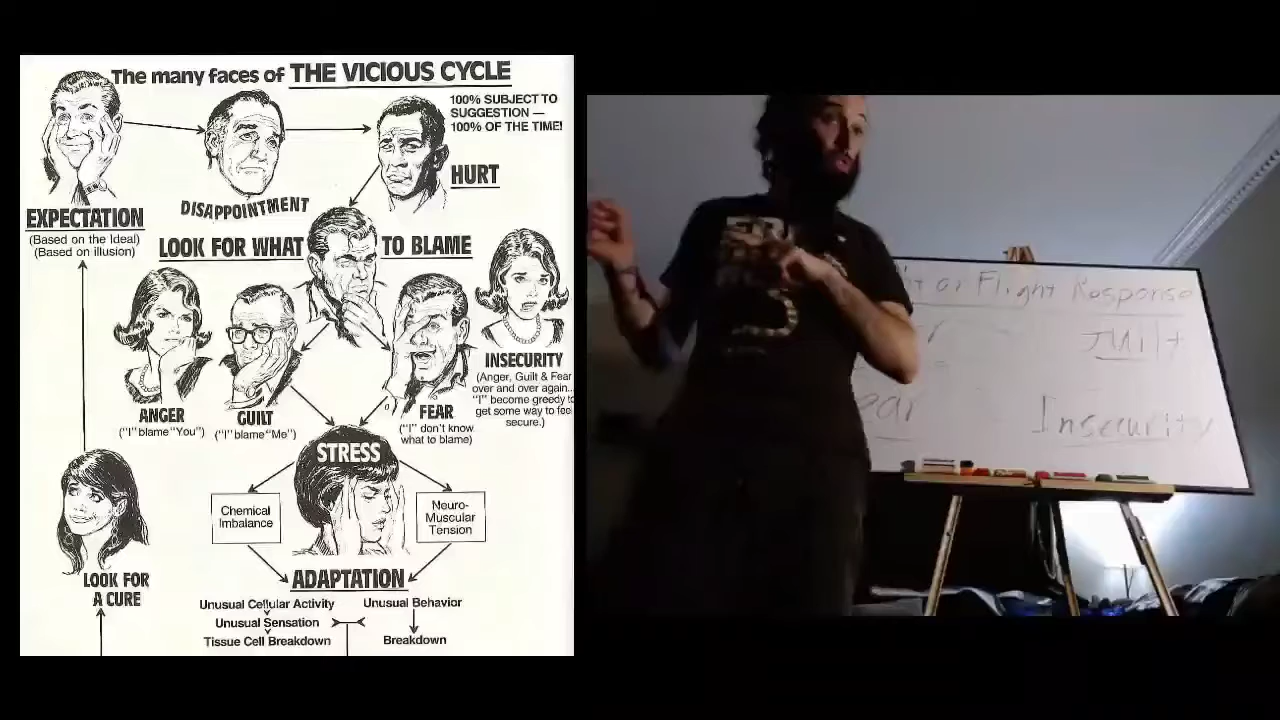 The many faces of THE VICIOUS CYCLE
100% SUBJECT TO
SUGGESTION —
100% OF THE TIME!
HURT
DISAPPOINTMENT
EXPECTATION
(Based on the Ideal)
(Based on illusion)
LOOK FOR WHAT TO BLAME
INSECURITY
(Anger, Guilt & Fear
over and over again..
"I" become greedy to
get some way to feel
secure.)
ANGER
("I" blame "You")
GUILT
("I" blame "Me")
FEAR
("I" don't know
what to blame)
STRESS
Chemical
Imbalance
Neuro-
Muscular
Tension
LOOK FOR
A CURE
ADAPTATION
Unusual Cellular Activity
Unusual Behavior
Unusual Sensation
Tissue Cell Breakdown
Breakdown
or Flight Response
Insecurity